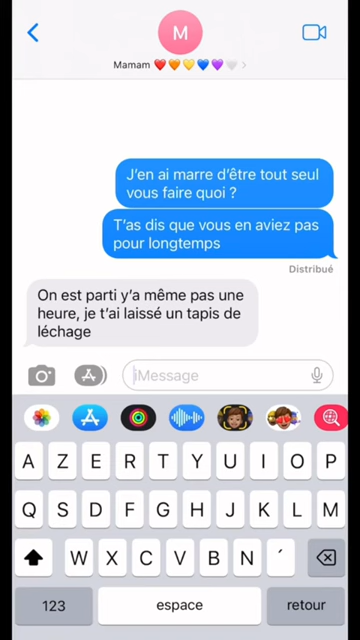 M
Mamam ❤️🧡💛💙💜🤍 >
J'en ai marre d'être tout seul
vous faire quoi ?
T'as dis que vous en aviez pas
pour longtemps
Distribué
On est parti y'a même pas une
heure, je t'ai laissé un tapis de
léchage
iMessage
A Z E R T Y U I O P
Q S D F G H J K L M
W X C V B N ´
123 espace retour